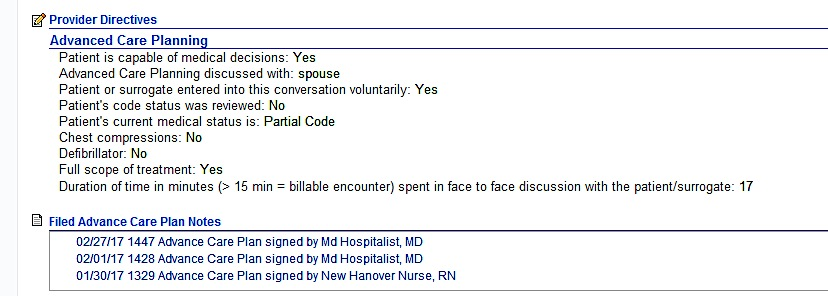 Provider Directives
Advanced Care Planning
Patient is capable of medical decisions: Yes
Advanced Care Planning discussed with: spouse
Patient or surrogate entered into this conversation voluntarily: Yes
Patient's code status was reviewed: No
Patient's current medical status is: Partial Code
Chest compressions: No
Defibrillator: No
Full scope of treatment: Yes
Duration of time in minutes (> 15 min = billable encounter) spent in face to face discussion with the patient/surrogate: 17
Filed Advance Care Plan Notes
02/27/17 1447 Advance Care Plan signed by Md Hospitalist, MD
02/01/17 1428 Advance Care Plan signed by Md Hospitalist, MD
01/30/17 1329 Advance Care Plan signed by New Hanover Nurse, RN